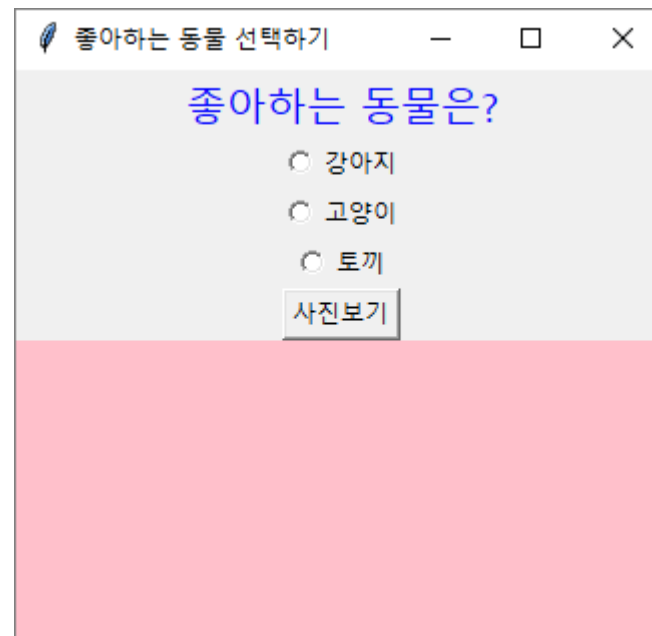 좋아하는 동물 선택하기
좋아하는 동물은?
강아지
고양이
토끼
사진보기